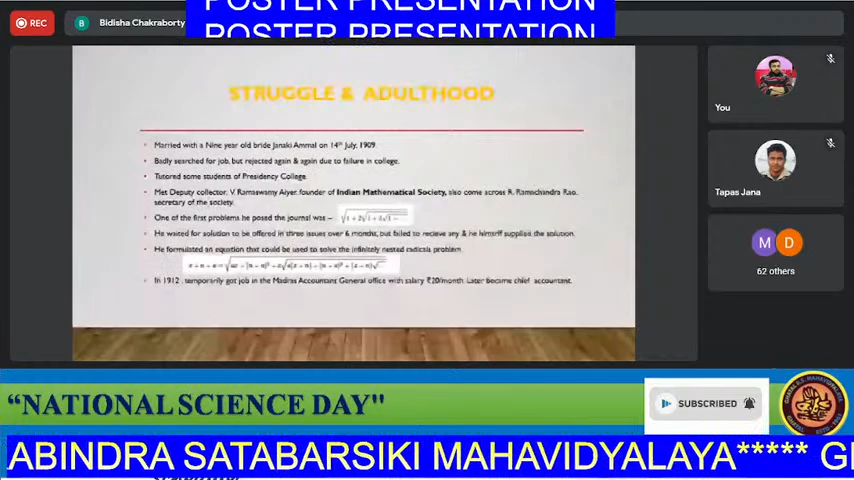 POSTER PRESENTATION
POSTER PRESENTATION
REC
B Bidisha Chakraborty
STRUGGLE & ADULTHOOD
Married with a Nine year old bride Janaki Ammal on 14th July, 1909.
Badly searched for job, but rejected again & again due to failure in college.
Tutored some students of Presidency College.
Met Deputy collector, V. Ramaswamy Aiyer, founder of Indian Mathematical Society, also come across R. Ramachandra Rao,
secretary of the society.
One of the first problems he posed the journal was –
He waited for solution to be offered in three issues over 6 months, but failed to recieve any & he himself supplies the solution.
He formulated an equation that could be used to solve the infinitely nested radicals problem
In 1912, temporarily got job in the Madras Accountant General office with salary ₹20/month. Later became chief accountant.
You
Tapas Jana
M D
62 others
"NATIONAL SCIENCE DAY"
SUBSCRIBED
ABINDRA SATABARSIKI MAHAVIDYALAYA***** G